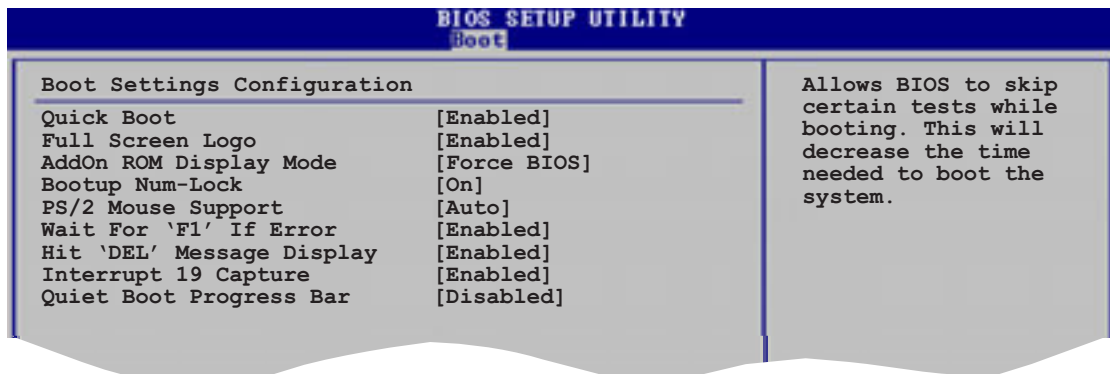 BIOS SETUP UTILITY
Boot
Boot Settings Configuration
Quick Boot [Enabled]
Full Screen Logo [Enabled]
AddOn ROM Display Mode [Force BIOS]
Bootup Num-Lock [On]
PS/2 Mouse Support [Auto]
Wait For ‘F1’ If Error [Enabled]
Hit ‘DEL’ Message Display [Enabled]
Interrupt 19 Capture [Enabled]
Quiet Boot Progress Bar [Disabled]
Allows BIOS to skip
certain tests while
booting. This will
decrease the time
needed to boot the
system.